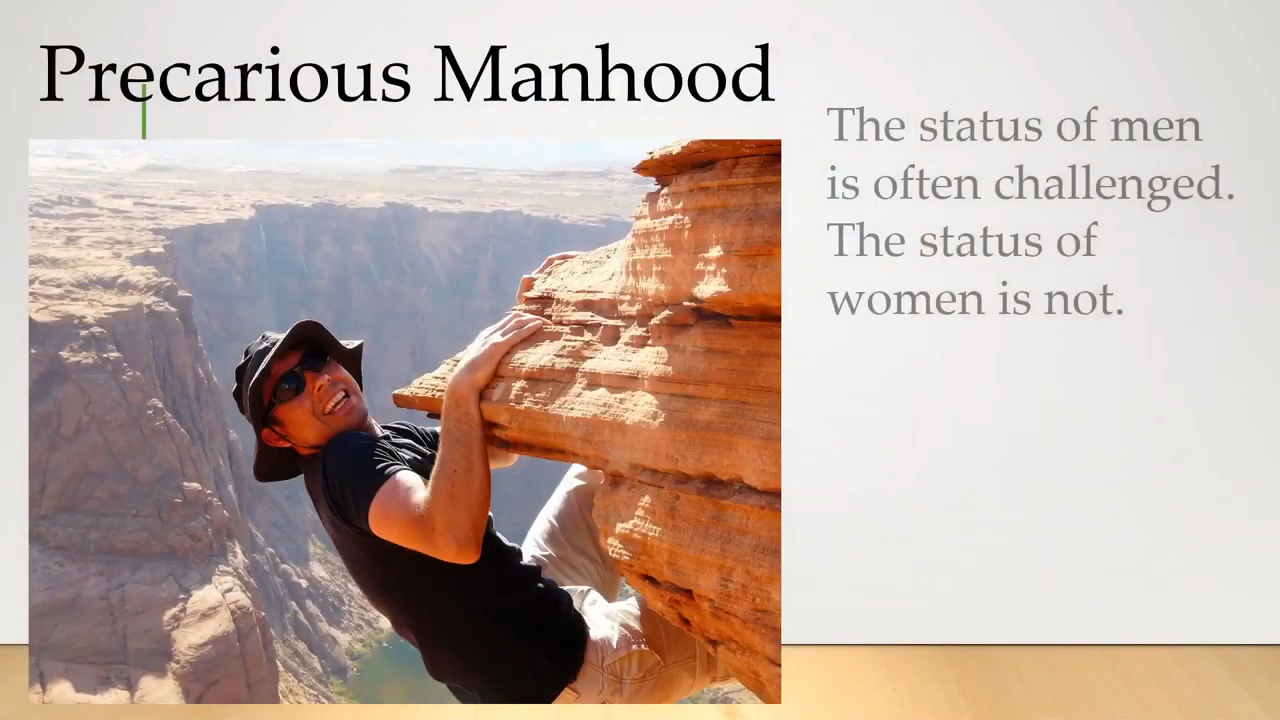 Precarious Manhood
The status of men
is often challenged.
The status of
women is not.